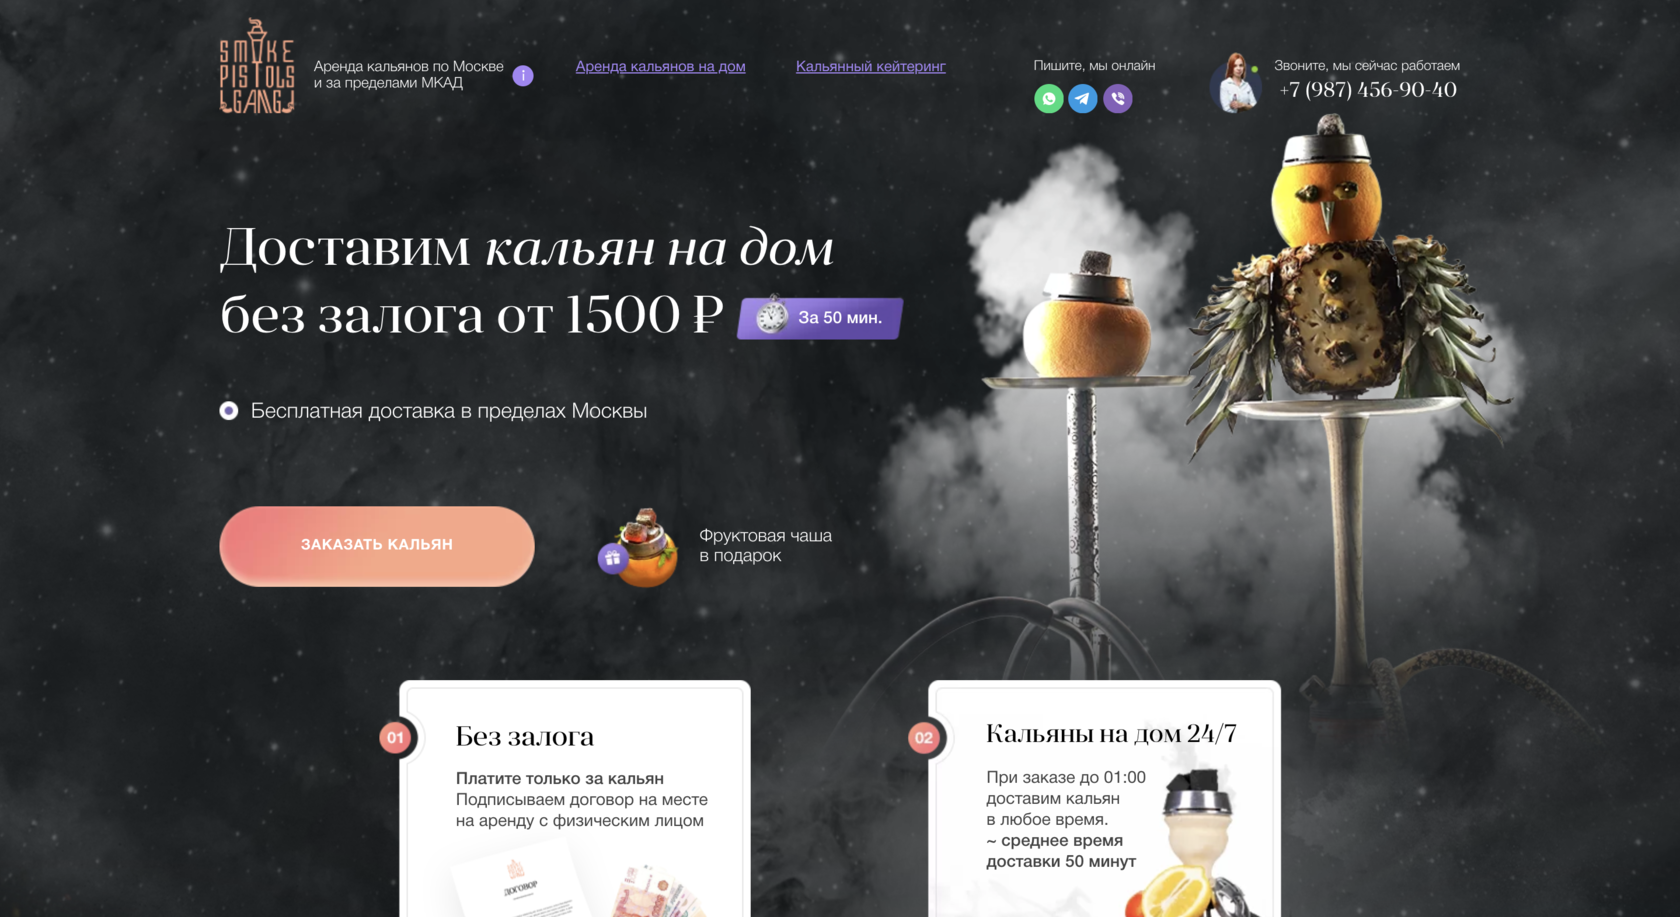 SMOKE
PISTOLS
GANG
Аренда кальянов по Москве
и за пределами МКАД
i
Аренда кальянов на дом
Кальянный кейтеринг
Пишите, мы онлайн
Звоните, мы сейчас работаем
+7 (987) 456-90-40
Доставим кальян на дом
без залога от 1500 ₽
За 50 мин.
Бесплатная доставка в пределах Москвы
ЗАКАЗАТЬ КАЛЬЯН
Фруктовая чаша
в подарок
01
Без залога
Платите только за кальян
Подписываем договор на месте
на аренду с физическим лицом
ДОГОВОР
02
Кальяны на дом 24/7
При заказе до 01:00
доставим кальян
в любое время.
~ среднее время
доставки 50 минут